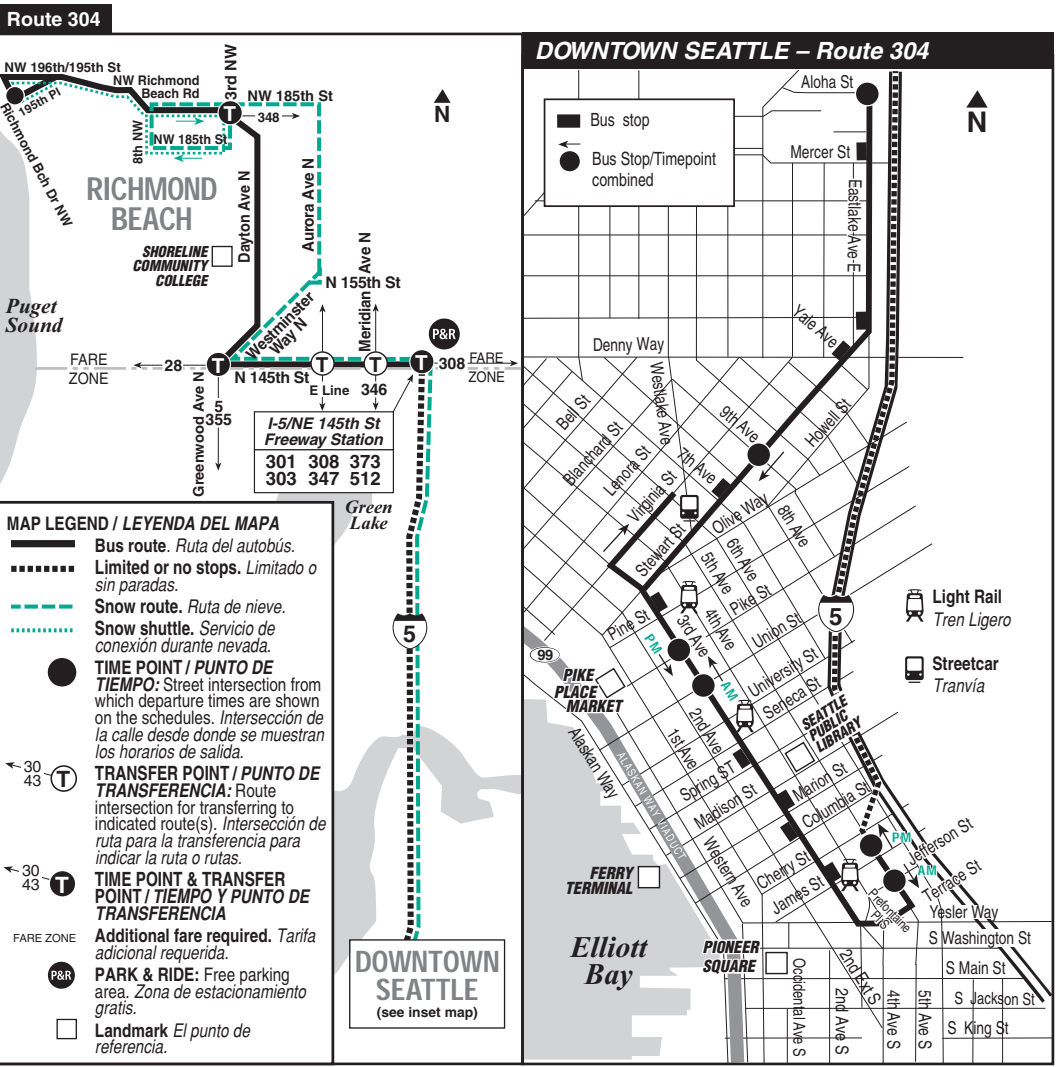 Route 304
NW 196th/195th St
195th Pl
Richmond Bch Dr NW
NW Richmond
Beach Rd
3rd NW
NW 185th St
348
8th NW
NW 185th St
N
RICHMOND
BEACH
Dayton Ave N
Aurora Ave N
SHORELINE
COMMUNITY
COLLEGE
N 155th St
Meridian Ave N
Westminster
Way N
Puget
Sound
P&R
T
T
T
T
T
FARE
ZONE
28
N 145th St
308
FARE
ZONE
Greenwood Ave N
5
355
E Line
346
I-5/NE 145th St
Freeway Station
301 308 373
303 347 512
Green
Lake
5
DOWNTOWN
SEATTLE
(see inset map)
MAP LEGEND / LEYENDA DEL MAPA
Bus route. Ruta del autobús.
Limited or no stops. Limitado o
sin paradas.
Snow route. Ruta de nieve.
Snow shuttle. Servicio de
conexión durante nevada.
TIME POINT / PUNTO DE
TIEMPO: Street intersection from
which departure times are shown
on the schedules. Intersección de
la calle desde donde se muestran
los horarios de salida.
30
43
T
TRANSFER POINT / PUNTO DE
TRANSFERENCIA: Route
intersection for transferring to
indicated route(s). Intersección de
ruta para la transferencia para
indicar la ruta o rutas.
30
43
T
TIME POINT & TRANSFER
POINT / TIEMPO Y PUNTO DE
TRANSFERENCIA
FARE ZONE
Additional fare required. Tarifa
adicional requerida.
P&R
PARK & RIDE: Free parking
area. Zona de estacionamiento
gratis.
Landmark El punto de
referencia.
DOWNTOWN SEATTLE – Route 304
Bus stop
Bus Stop/Timepoint
combined
Aloha St
N
Mercer St
Eastlake-Ave-E
Yale Ave
Denny Way
Westlake Ave
Bell St
Blanchard St
Lenora St
Virginia St
9th Ave
Howell St
7th Ave
Olive Way
8th Ave
Stewart St
6th Ave
5th Ave
Pike St
4th Ave
Pine St
3rd Ave
Union St
PM
AM
University St
Seneca St
99
5
Light Rail
Tren Ligero
Streetcar
Tranvía
PIKE
PLACE
MARKET
SEATTLE
PUBLIC
LIBRARY
2nd Ave
1st Ave
Alaskan Way
ALASKAN WAY VIADUCT
Spring ST
Madison St
Marion St
Columbia St
Western Ave
Cherry St
James St
PM
Jefferson St
AM
Terrace St
Prefontaine
Pl S
Yesler Way
FERRY
TERMINAL
Elliott
Bay
PIONEER
SQUARE
S Washington St
S Main St
S Jackson St
S King St
Occidental Ave S
2nd Ave S
2nd Ext S
4th Ave S
5th Ave S